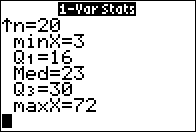 1-Var Stats
↑n=20
minX=3
Q₁=16
Med=23
Q₃=30
maxX=72